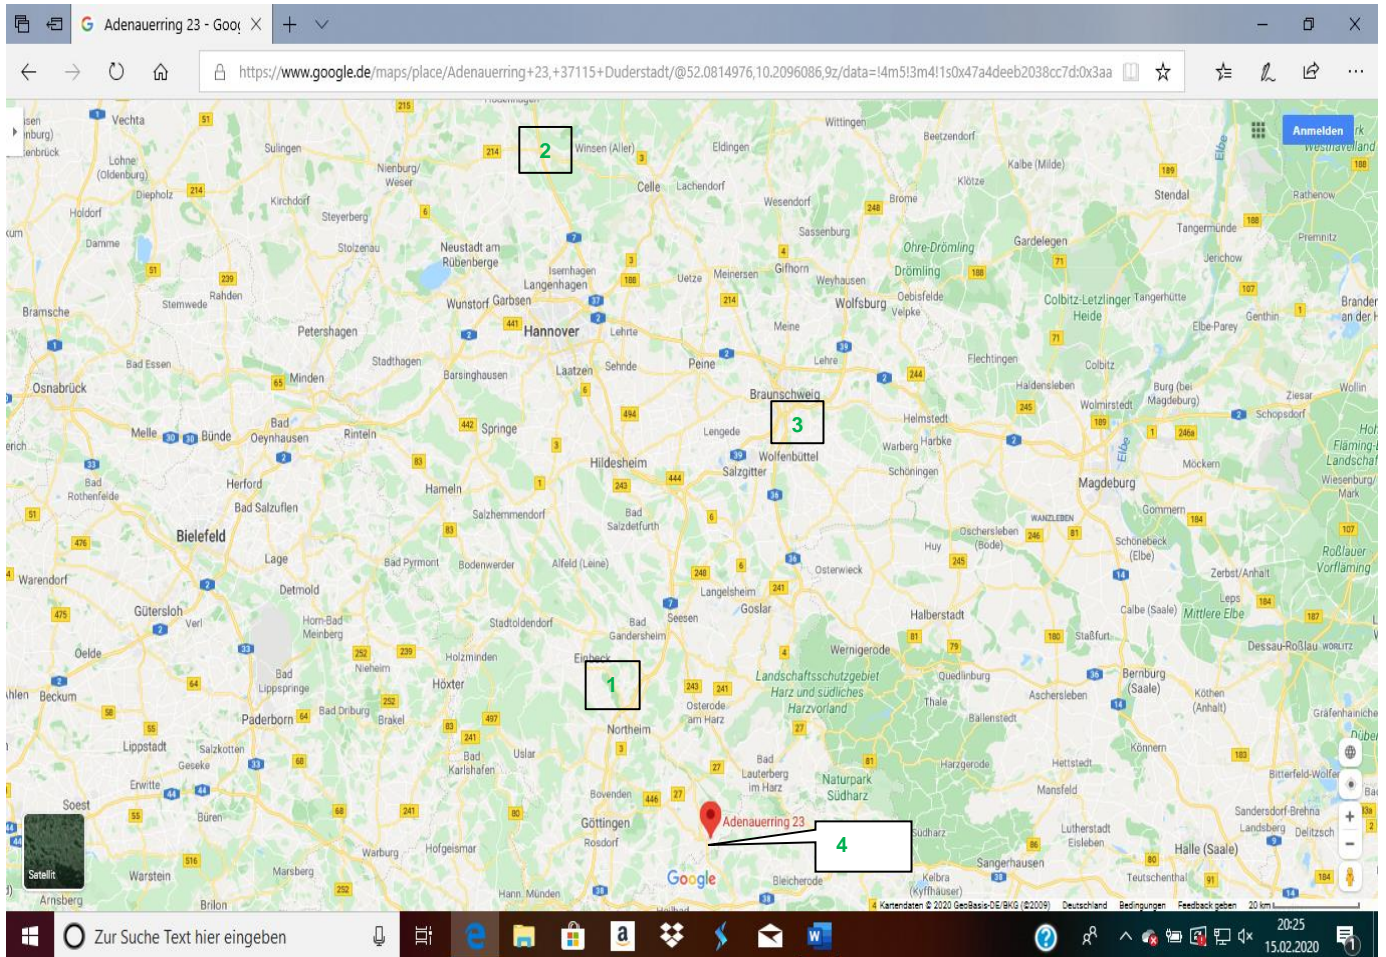 Adenauerring 23 - Goog
https://www.google.de/maps/place/Adenauerring+23,+37115+Duderstadt/@52.0814976,10.2096086,9z/data=!4m5!3m4!1s0x47a4deeb2038cc7d:0x3aa
Anmelden
Vechta
Wittingen
Beetzendorf
Sulingen
Winsen (Aller)
Eldingen
Kalbe (Milde)
Lohne
(Oldenburg)
Nienburg/
Weser
Celle
Lachendorf
Klötze
Diepholz
Kirchdorf
Wesendorf
Brome
Stendal
Rathenow
Holdorf
Steyerberg
Sassenburg
Tangermünde
Premnitz
Damme
Stolzenau
Neustadt am
Rübenberge
Ohre-Drömling
Gardelegen
Jerichow
Isernhagen
Langenhagen
Uetze
Meinersen
Gifhorn
Weyhausen
Drömling
Rahden
Stemwede
Wunstorf
Garbsen
Wolfsburg
Oebisfelde
Velpke
Colbitz-Letzlinger
Heide
Tangerhütte
Bramsche
Petershagen
Hannover
Lehrte
Meine
Elbe-Parey
Genthin
Bad Essen
Stadthagen
Barsinghausen
Laatzen
Sehnde
Peine
Lehre
Flechtingen
Colbitz
Osnabrück
Minden
Braunschweig
Haldensleben
Burg (bei
Magdeburg)
Ziesar
Wollin
Melle
Bünde
Bad
Oeynhausen
Rinteln
Springe
Lengede
Helmstedt
Wolmirstedt
Schopsdorf
Hildesheim
Salzgitter
Wolfenbüttel
Warberg
Harbke
Schöningen
Möckern
Bad
Rothenfelde
Herford
Hameln
Magdeburg
Bad Salzuflen
Salzhemmendorf
Bad
Salzdetfurth
WANZLEBEN
Gommern
Bielefeld
Oschersleben
(Bode)
Schönebeck
(Elbe)
Lage
Bad Pyrmont
Bodenwerder
Alfeld (Leine)
Osterwieck
Huy
Warendorf
Detmold
Langelsheim
Goslar
Zerbst/Anhalt
Gütersloh
Verl
Horn-Bad
Meinberg
Stadtoldendorf
Bad
Gandersheim
Seesen
Halberstadt
Calbe (Saale)
Mittlere Elbe
Leps
Oelde
Holzminden
Einbeck
Wernigerode
Staßfurt
Dessau-Roßlau
WÖRLITZ
Nieheim
Bad
Lippspringe
Höxter
Landschaftsschutzgebiet
Harz und südliches
Harzvorland
Quedlinburg
Aschersleben
Bernburg
(Saale)
Köthen
(Anhalt)
Beckum
Paderborn
Bad Driburg
Brakel
Osterode
am Harz
Thale
Ballenstedt
Northeim
Lippstadt
Salzkotten
Geseke
Bad
Karlshafen
Uslar
Bad
Lauterberg
im Harz
Naturpark
Südharz
Harzgerode
Hettstedt
Könnern
Erwitte
Bovenden
Mansfeld
Soest
Büren
Göttingen
Rosdorf
Adenauerring 23
Lutherstadt
Eisleben
Sandersdorf-Brehna
Landsberg
Delitzsch
Warburg
Hofgeismar
Sangerhausen
Halle (Saale)
Satellit
Warstein
Marsberg
Google
Bleicherode
Kelbra
(Kyffhäuser)
Teutschenthal
Arnsberg
Brilon
Hann. Münden
Kartendaten © 2020 GeoBasis-DE/BKG (©2009) Deutschland Bedingungen Feedback geben 20 km
1
2
3
4
Zur Suche Text hier eingeben
20:25
15.02.2020